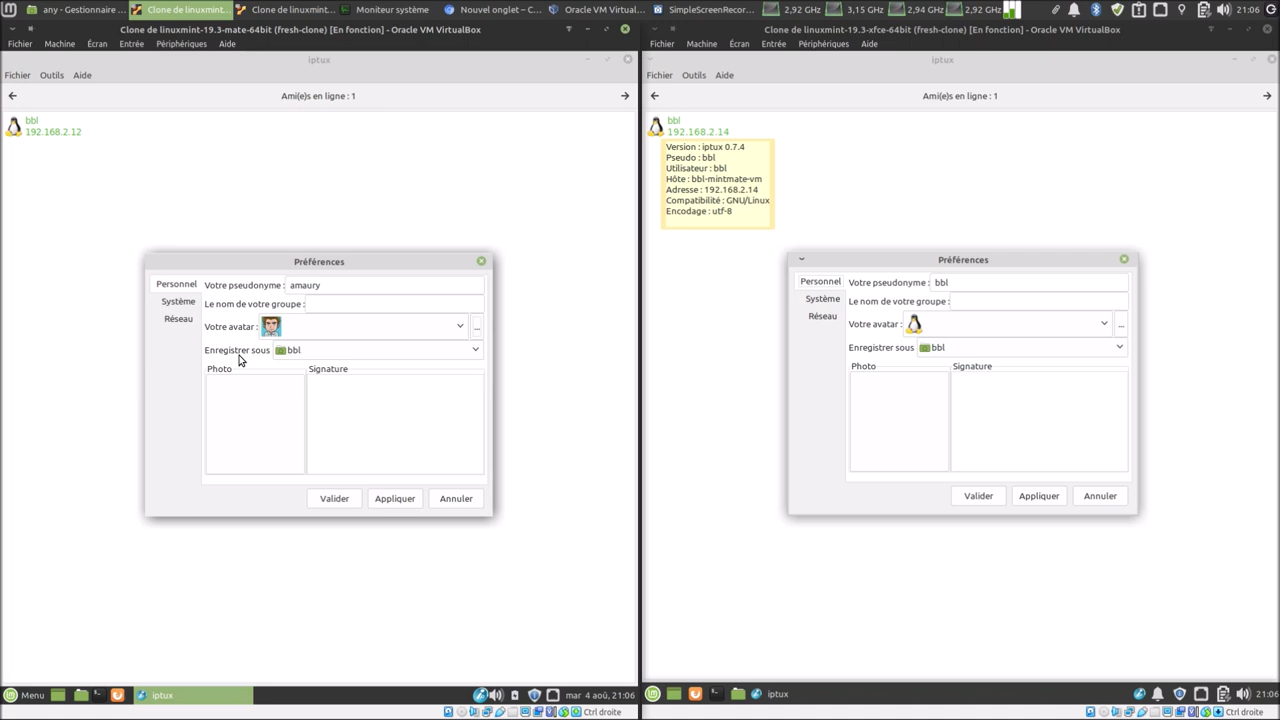 any - Gestionnaire ...
Clone de linuxmint...
Clone de linuxmint...
Moniteur système
Nouvel onglet - C...
Oracle VM Virtual...
SimpleScreenRecor...
2,92 GHz
3,15 GHz
2,94 GHz
2,92 GHz
21:06
Clone de linuxmint-19.3-mate-64bit (fresh-clone) [En fonction] - Oracle VM VirtualBox
Fichier Machine Écran Entrée Périphériques Aide
iptux
Fichier Outils Aide
Ami(e)s en ligne : 1
bbl
192.168.2.12
Préférences
Personnel
Système
Réseau
Votre pseudonyme : amaury
Le nom de votre groupe :
Votre avatar : ...
Enregistrer sous bbl
Photo Signature
Valider Appliquer Annuler
Menu iptux mar 4 aoû, 21:06
Ctrl droite
Clone de linuxmint-19.3-xfce-64bit (fresh-clone) [En fonction] - Oracle VM VirtualBox
Fichier Machine Écran Entrée Périphériques Aide
iptux
Fichier Outils Aide
Ami(e)s en ligne : 1
bbl
192.168.2.14
Version : iptux 0.7.4
Pseudo : bbl
Utilisateur : bbl
Hôte : bbl-mintmate-vm
Adresse : 192.168.2.14
Compatibilité : GNU/Linux
Encodage : utf-8
Préférences
Personnel
Système
Réseau
Votre pseudonyme : bbl
Le nom de votre groupe :
Votre avatar : ...
Enregistrer sous bbl
Photo Signature
Valider Appliquer Annuler
iptux 21:06
Ctrl droite